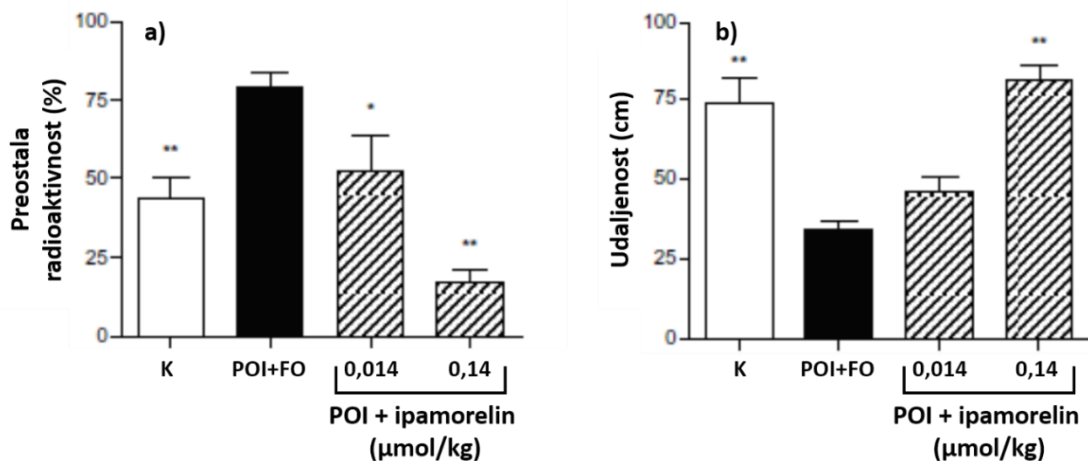 a)
Preostala
radioaktivnost (%)
100
75
50
25
0
**
*
**
K
POI+FO
0,014
0,14
POI + ipamorelin
(μmol/kg)
b)
Udaljenost (cm)
100
75
50
25
0
**
**
K
POI+FO
0,014
0,14
POI + ipamorelin
(μmol/kg)